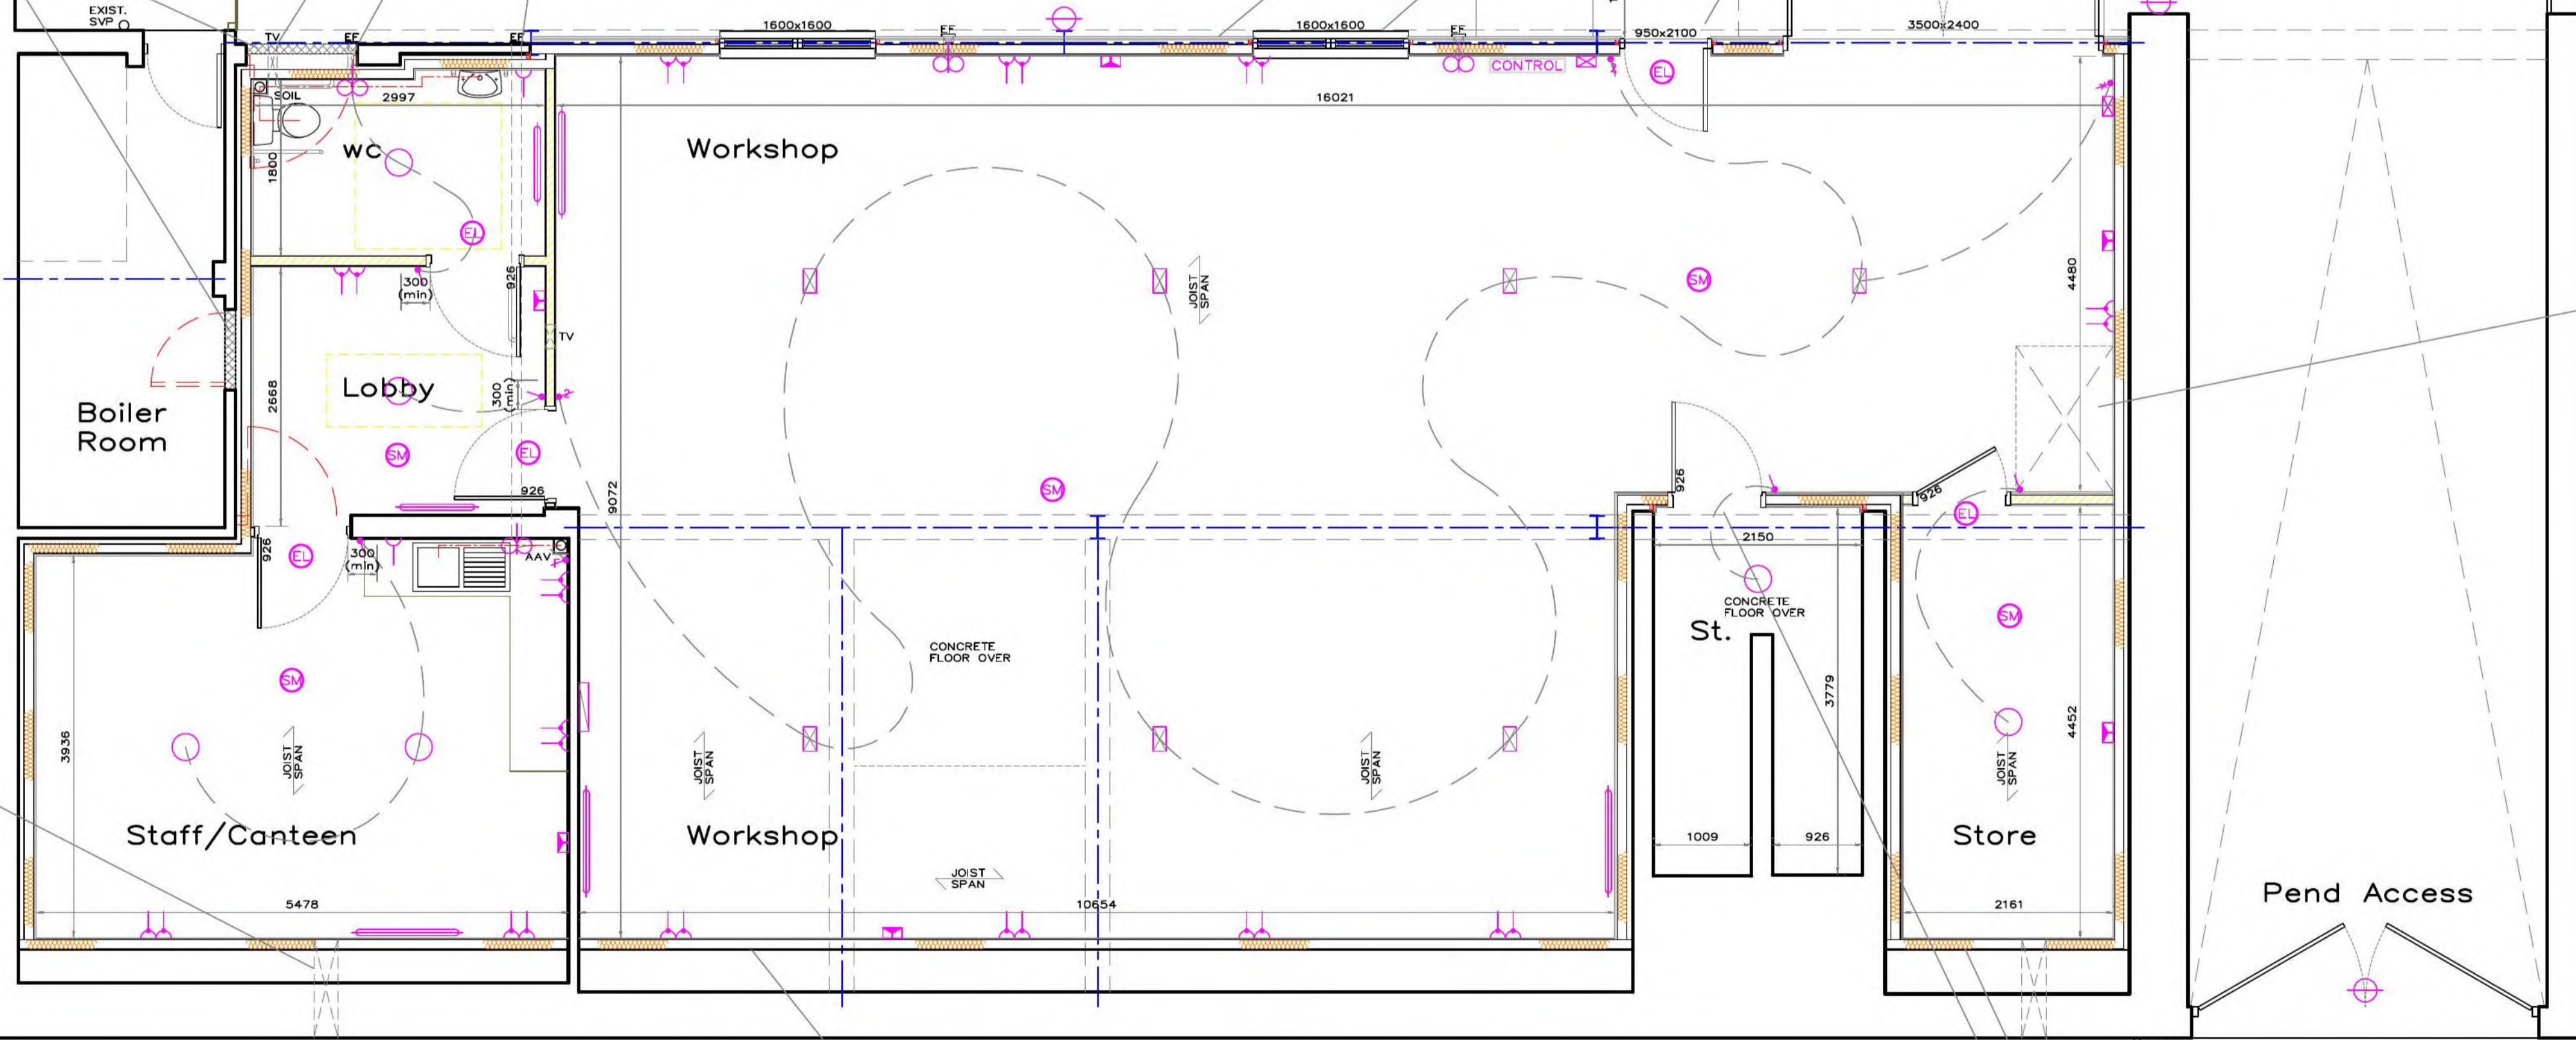 EXIST.
SVP
TV
EF
EF
1600x1600
EF
1600x1600
EF
950x2100
3500x2400
CONTROL
EL
SOIL
2997
16021
WC
1800
Workshop
EL
300
(min)
926
TV
JOIST
SPAN
SM
4480
Lobby
2668
300
(min)
Boiler
Room
SM
EL
926
9072
SM
926
926
EL
926
EL
300
(min)
AAV
2150
CONCRETE
FLOOR OVER
St.
SM
CONCRETE
FLOOR OVER
SM
3936
JOIST
SPAN
JOIST
SPAN
JOIST
SPAN
3779
4452
JOIST
SPAN
Staff/Canteen
Workshop
1009
926
Store
JOIST
SPAN
Pend Access
5478
10654
2161